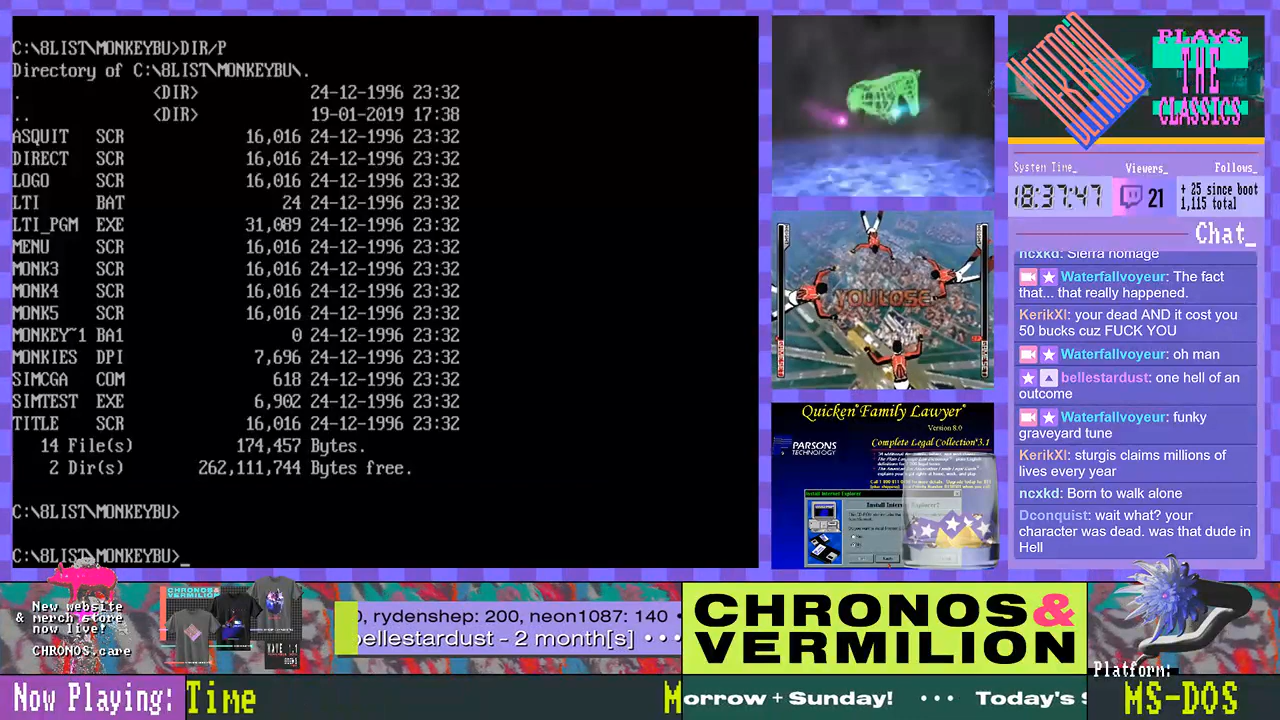 C:\8LIST\MONKEYBU>DIR/P
Directory of C:\8LIST\MONKEYBU\.
. <DIR> 24-12-1996 23:32
.. <DIR> 19-01-2019 17:38
ASQUIT SCR 16,016 24-12-1996 23:32
DIRECT SCR 16,016 24-12-1996 23:32
LOGO SCR 16,016 24-12-1996 23:32
LTI BAT 24 24-12-1996 23:32
LTI_PGM EXE 31,089 24-12-1996 23:32
MENU SCR 16,016 24-12-1996 23:32
MONK3 SCR 16,016 24-12-1996 23:32
MONK4 SCR 16,016 24-12-1996 23:32
MONK5 SCR 16,016 24-12-1996 23:32
MONKEY~1 BA1 0 24-12-1996 23:32
MONKIES DPI 7,696 24-12-1996 23:32
SIMCGA COM 618 24-12-1996 23:32
SIMTEST EXE 6,902 24-12-1996 23:32
TITLE SCR 16,016 24-12-1996 23:32
14 File(s) 174,457 Bytes.
2 Dir(s) 262,111,744 Bytes free.
C:\8LIST\MONKEYBU>
C:\8LIST\MONKEYBU>_
YOU LOSE
Quicken Family Lawyer
Version 8.0
PARSONS
TECHNOLOGY
Complete Legal Collection 3.1
PLAYS
THE
CLASSICS
System Time_
18:37:47
Viewers_
21
Follows_
+ 25 since boot
1,115 total
Chat_
ncxkd: Sierra homage
Waterfallvoyeur: The fact
that... that really happened.
KerikXI: your dead AND it cost you
50 bucks cuz FUCK YOU
Waterfallvoyeur: oh man
bellestardust: one hell of an
outcome
Waterfallvoyeur: funky
graveyard tune
KerikXI: sturgis claims millions of
lives every year
ncxkd: Born to walk alone
Dconquist: wait what? your
character was dead. was that dude in
Hell
New website
& merch store
now live!
CHRONOS.care
CHRONOS&
VERMILION
WAVE 1.1
0, rydenshep: 200, neon1087: 140 •
bellestardust - 2 month[s] • • •
CHRONOS&
VERMILION
Platform:
MS-DOS
Now Playing:
Time
M
orrow + Sunday! ••• Today's S